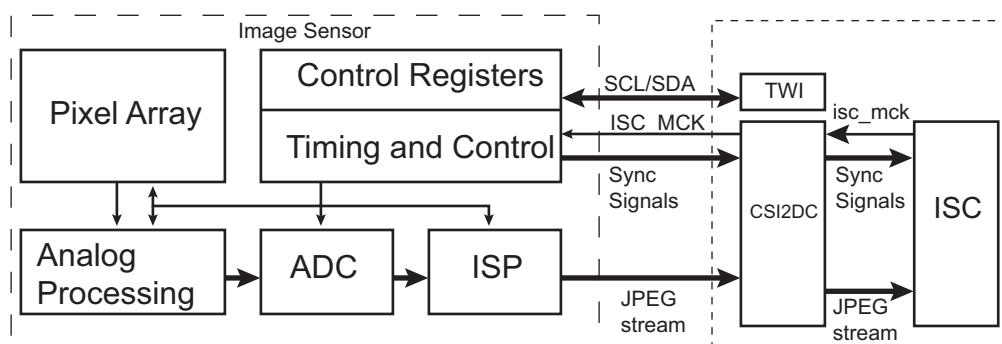 Image Sensor
Pixel Array
Control Registers
Timing and Control
SCL/SDA
TWI
ISC_MCK
isc_mck
Sync
Signals
CSI2DC
Sync
Signals
ISC
Analog
Processing
ADC
ISP
JPEG
stream
JPEG
stream